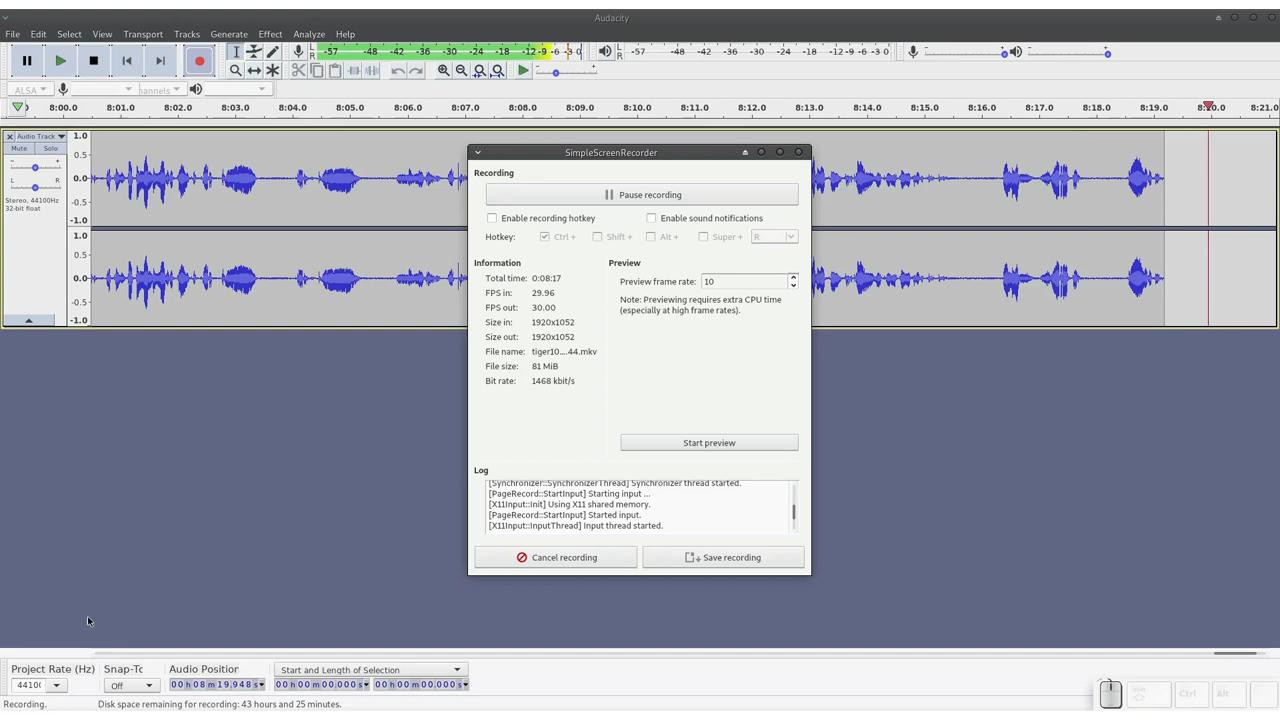 Audacity
File Edit Select View Transport Tracks Generate Effect Analyze Help
L R -57 -48 -42 -36 -30 -24 -18 -12 -9 -6 -3 0 L R -57 -48 -42 -36 -30 -24 -18 -12 -9 -6 -3 0
ALSA hannels
8:00.0 8:01.0 8:02.0 8:03.0 8:04.0 8:05.0 8:06.0 8:07.0 8:08.0 8:09.0 8:10.0 8:11.0 8:12.0 8:13.0 8:14.0 8:15.0 8:16.0 8:17.0 8:18.0 8:19.0 8:20.0 8:21.0
Audio Track 1.0
Mute Solo
0.5
- +
0.0
L R
-0.5
Stereo, 44100Hz
32-bit float
-1.0
1.0
0.5
0.0
-0.5
-1.0
SimpleScreenRecorder
Recording
Pause recording
Enable recording hotkey Enable sound notifications
Hotkey: Ctrl + Shift + Alt + Super + R
Information Preview
Total time: 0:08:17
Preview frame rate: 10
FPS in: 29.96
Note: Previewing requires extra CPU time
(especially at high frame rates).
FPS out: 30.00
Size in: 1920x1052
Size out: 1920x1052
File name: tiger10....44.mkv
File size: 81 MiB
Bit rate: 1468 kbit/s
Start preview
Log
[Synchronizer::SynchronizerThread] Synchronizer thread started.
[PageRecord::StartInput] Starting input ...
[X11Input::Init] Using X11 shared memory.
[PageRecord::StartInput] Started input.
[X11Input::InputThread] Input thread started.
Cancel recording Save recording
Project Rate (Hz) Snap-Tc Audio Position Start and Length of Selection
4410( Off 00 h 08 m 19.948 s 00 h 00 m 00.000 s 00 h 00 m 00.000 s
Recording. Disk space remaining for recording: 43 hours and 25 minutes.
Ctrl Alt